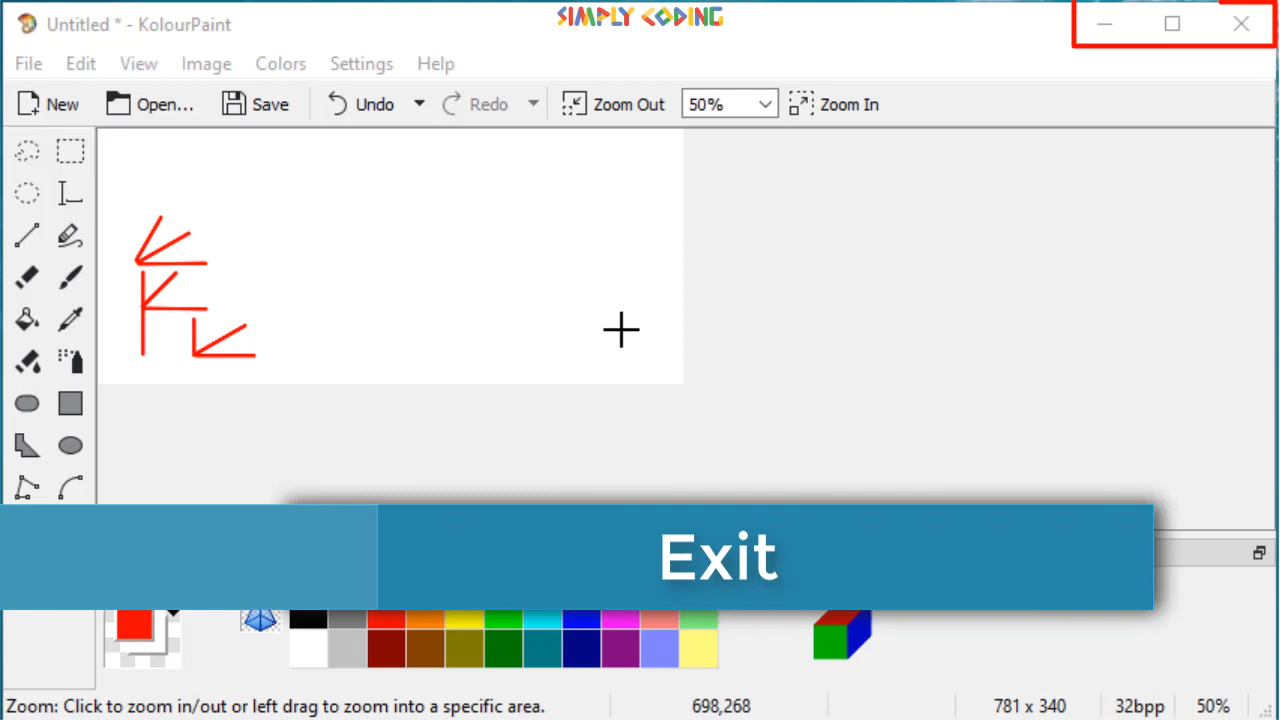 SIMPLY CODING
Untitled * - KolourPaint
File Edit View Image Colors Settings Help
New Open... Save Undo Redo Zoom Out 50% Zoom In
Exit
Zoom: Click to zoom in/out or left drag to zoom into a specific area. 698,268 781 x 340 32bpp 50%